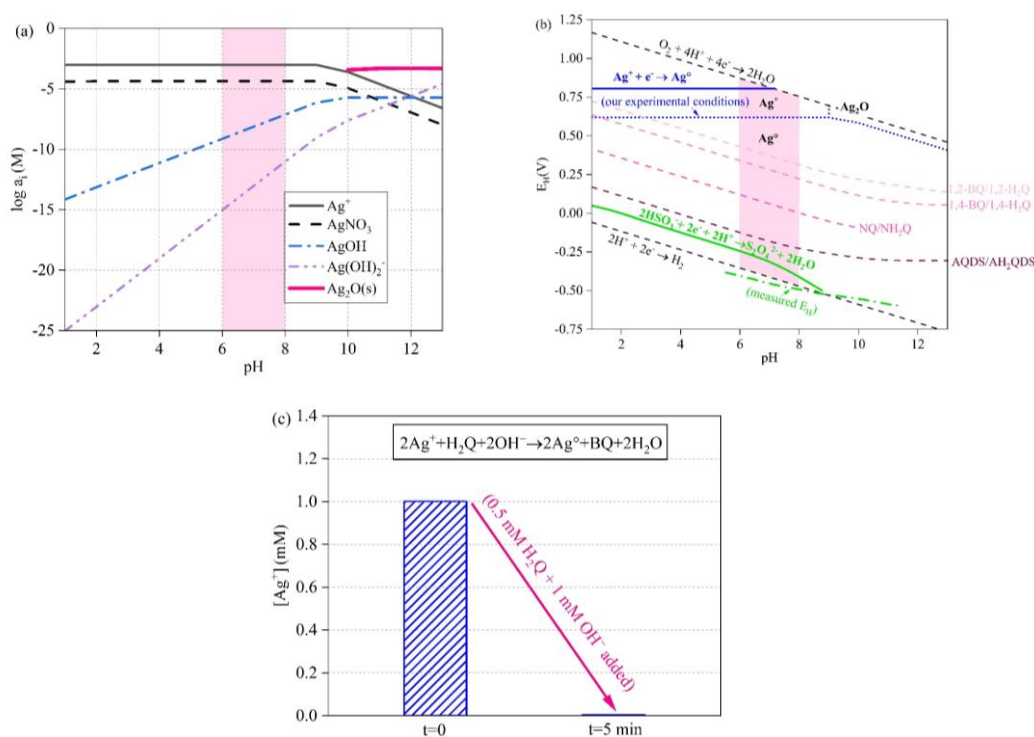 (a)
0
-5
-10
-15
-20
-25
log aᵢ (M)
2 4 6 8 10 12
pH
Ag⁺
AgNO₃
AgOH
Ag(OH)₂⁻
Ag₂O(s)
(b)
1.25
1.00
0.75
0.50
0.25
0.00
-0.25
-0.50
-0.75
E_H(V)
2 4 6 8 10 12
pH
O₂ + 4H⁺ + 4e⁻ → 2H₂O
Ag⁺ + e⁻ → Ag°
Ag⁺
Ag₂O
(our experimental conditions)
Ag°
1,2-BQ/1,2-H₂Q
1,4-BQ/1,4-H₂Q
NQ/NH₂Q
AQDS/AH₂QDS
2HSO₃⁻ + 2e⁻ + 2H⁺ → S₂O₄²⁻ + 2H₂O
2H⁺ + 2e⁻ → H₂
(measured E_H)
(c)
1.4
1.2
1.0
0.8
0.6
0.4
0.2
0.0
[Ag⁺] (mM)
2Ag⁺+H₂Q+2OH⁻→2Ag°+BQ+2H₂O
(0.5 mM H₂Q + 1 mM OH⁻ added)
t=0 t=5 min